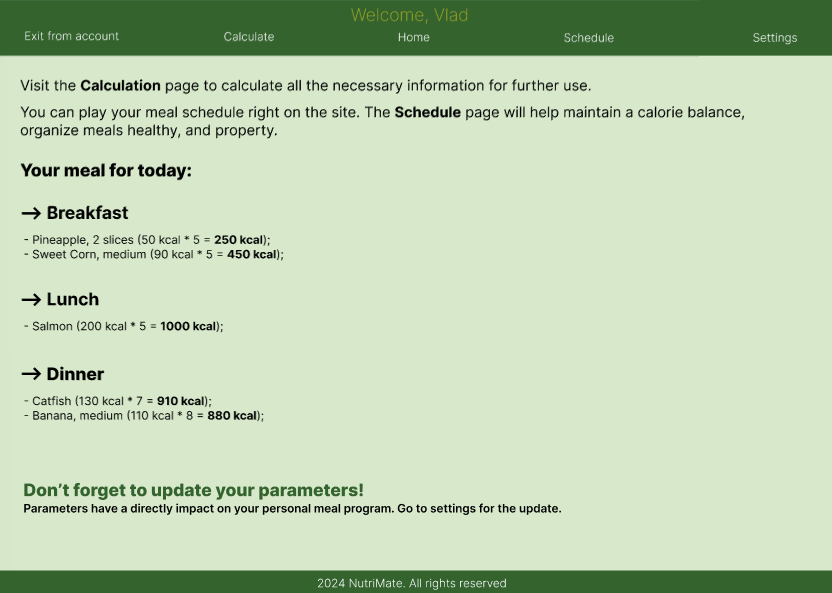 Welcome, Vlad
Exit from account Calculate Home Schedule Settings
Visit the Calculation page to calculate all the necessary information for further use.
You can play your meal schedule right on the site. The Schedule page will help maintain a calorie balance,
organize meals healthy, and property.
Your meal for today:
→ Breakfast
- Pineapple, 2 slices (50 kcal * 5 = 250 kcal);
- Sweet Corn, medium (90 kcal * 5 = 450 kcal);
→ Lunch
- Salmon (200 kcal * 5 = 1000 kcal);
→ Dinner
- Catfish (130 kcal * 7 = 910 kcal);
- Banana, medium (110 kcal * 8 = 880 kcal);
Don’t forget to update your parameters!
Parameters have a directly impact on your personal meal program. Go to settings for the update.
2024 NutriMate. All rights reserved